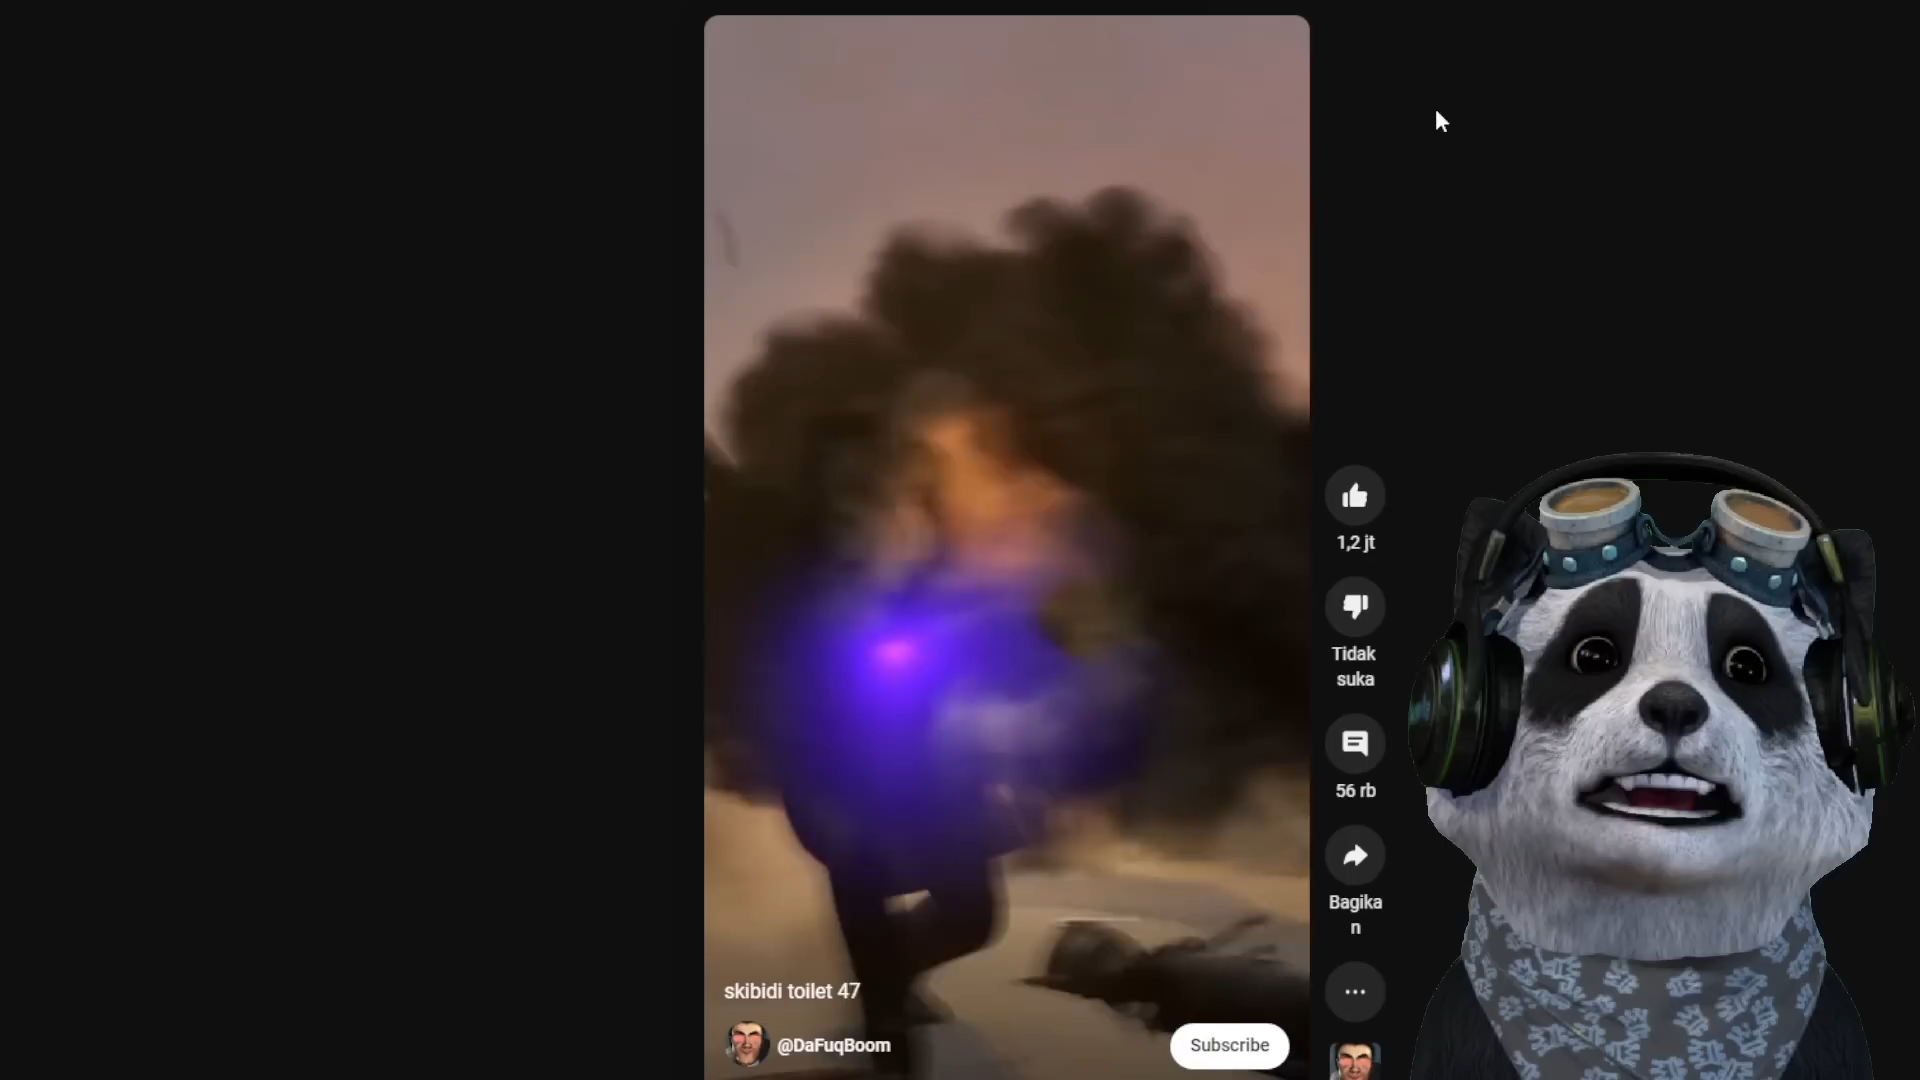 1,2 jt
Tidak
suka
56 rb
Bagika
n
skibidi toilet 47
@DaFuqBoom
Subscribe